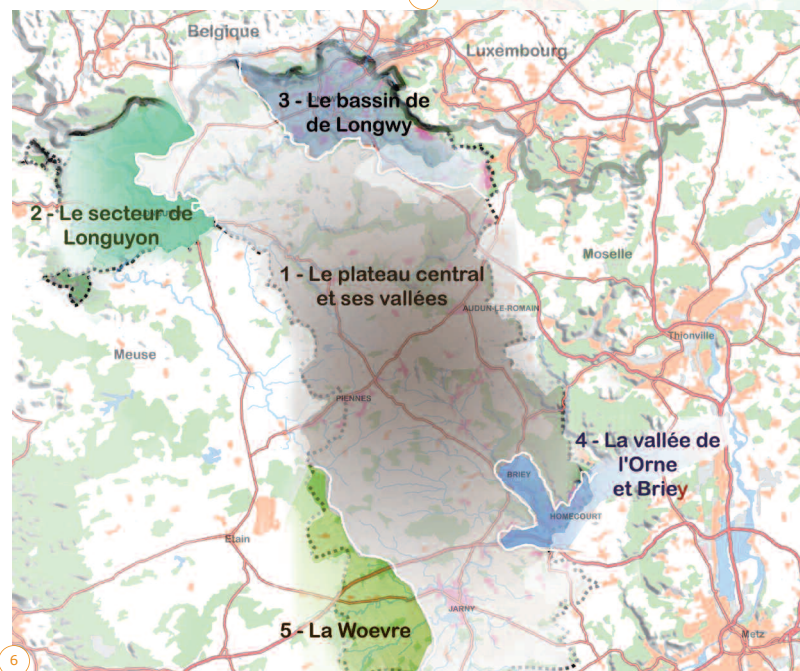 Belgique
Luxembourg
3 - Le bassin de
de Longwy
2 - Le secteur de
Longuyon
Moselle
1 - Le plateau central
et ses vallées
AUDUN-LE-ROMAIN
Thionville
Meuse
PIENNES
4 - La vallée de
l'Orne
et Briey
BRIEY
HOMECOURT
Etain
JARNY
5 - La Woevre
Metz
6